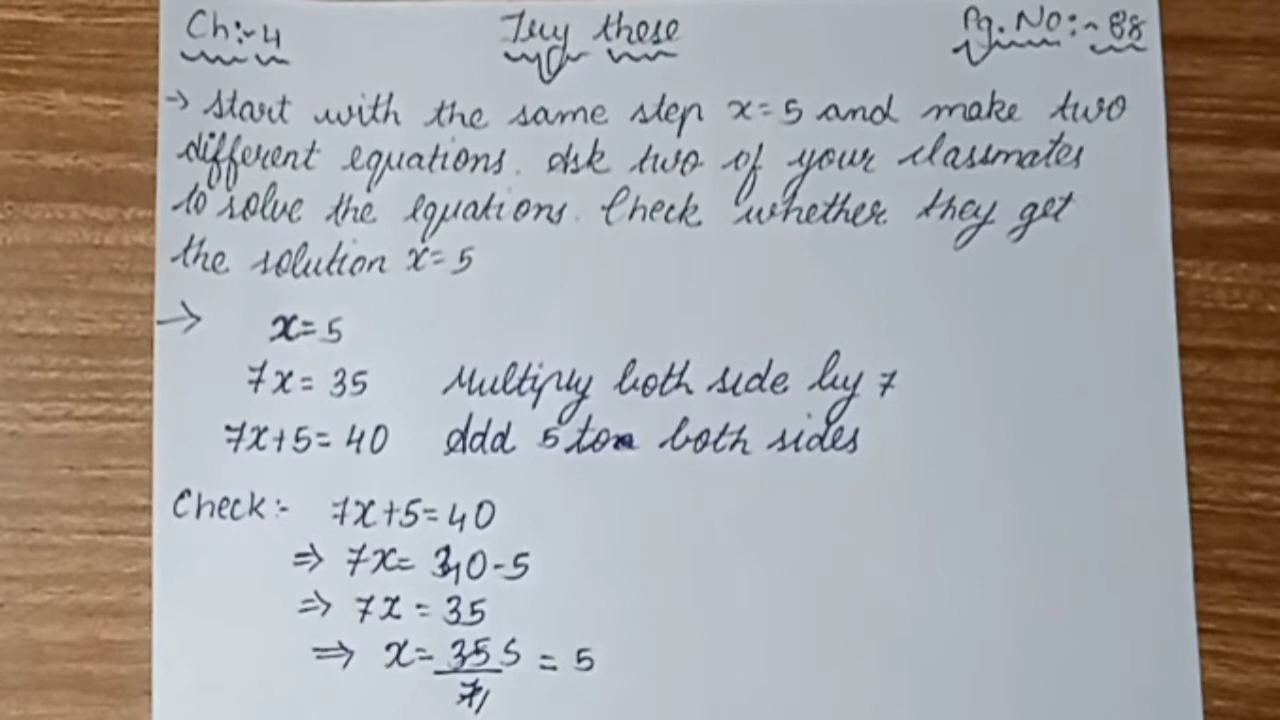 Ch:-4 Try these Pg.No:-88
→ Start with the same step x=5 and make two
different equations. Ask two of your classmates
to solve the equations. Check whether they get
the solution x=5
→ x=5
7x=35 Multiply both side by 7
7x+5=40 Add 5 to both sides
Check:- 7x+5=40
⇒ 7x= 40-5
⇒ 7x=35
⇒ x= 35 5 = 5
7 1